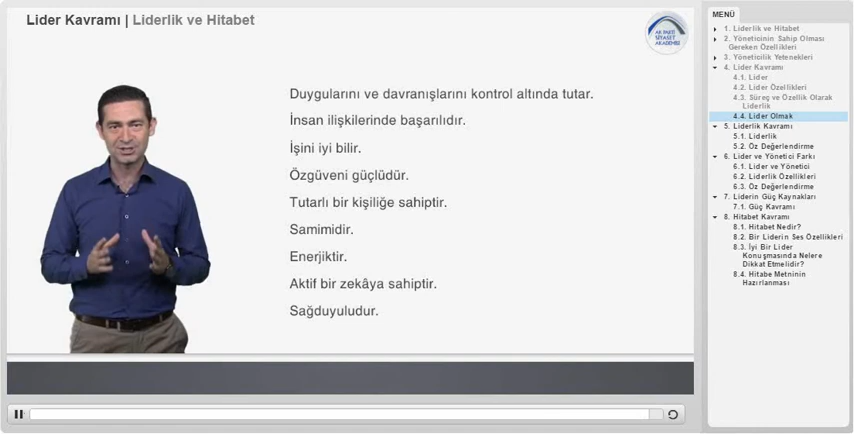 Lider Kavramı | Liderlik ve Hitabet
AK PARTİ
SİYASET
AKADEMİSİ
Duygularını ve davranışlarını kontrol altında tutar.
İnsan ilişkilerinde başarılıdır.
İşini iyi bilir.
Özgüveni güçlüdür.
Tutarlı bir kişiliğe sahiptir.
Samimidir.
Enerjiktir.
Aktif bir zekâya sahiptir.
Sağduyuludur.
MENÜ
1. Liderlik ve Hitabet
2. Yöneticinin Sahip Olması
Gereken Özellikleri
3. Yöneticilik Yetenekleri
4. Lider Kavramı
4.1. Lider
4.2. Lider Özellikleri
4.3. Süreç ve Özellik Olarak
Liderlik
4.4. Lider Olmak
5. Liderlik Kavramı
5.1. Liderlik
5.2. Öz Değerlendirme
6. Lider ve Yönetici Farkı
6.1. Lider ve Yönetici
6.2. Liderlik Özellikleri
6.3. Öz Değerlendirme
7. Liderin Güç Kaynakları
7.1. Güç Kavramı
8. Hitabet Kavramı
8.1. Hitabet Nedir?
8.2. Bir Liderin Ses Özellikleri
8.3. İyi Bir Lider
Konuşmasında Nelere
Dikkat Etmelidir?
8.4. Hitabe Metninin
Hazırlanması